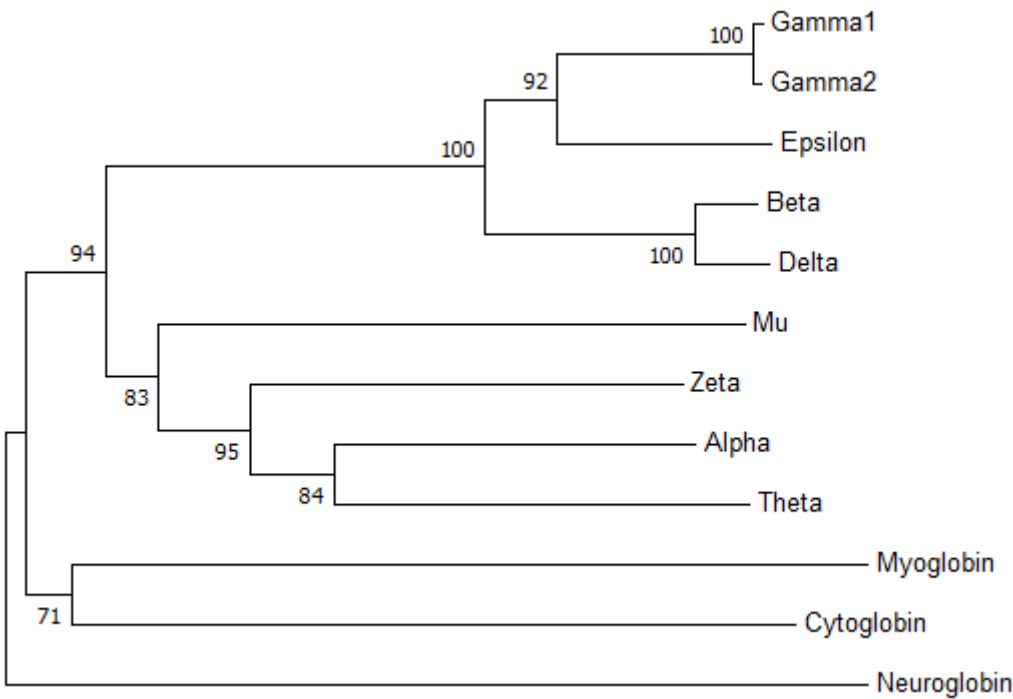 100 Gamma1
92 Gamma2
100 Epsilon
Beta
94 100 Delta
Mu
83 Zeta
95 Alpha
84 Theta
Myoglobin
71 Cytoglobin
Neuroglobin